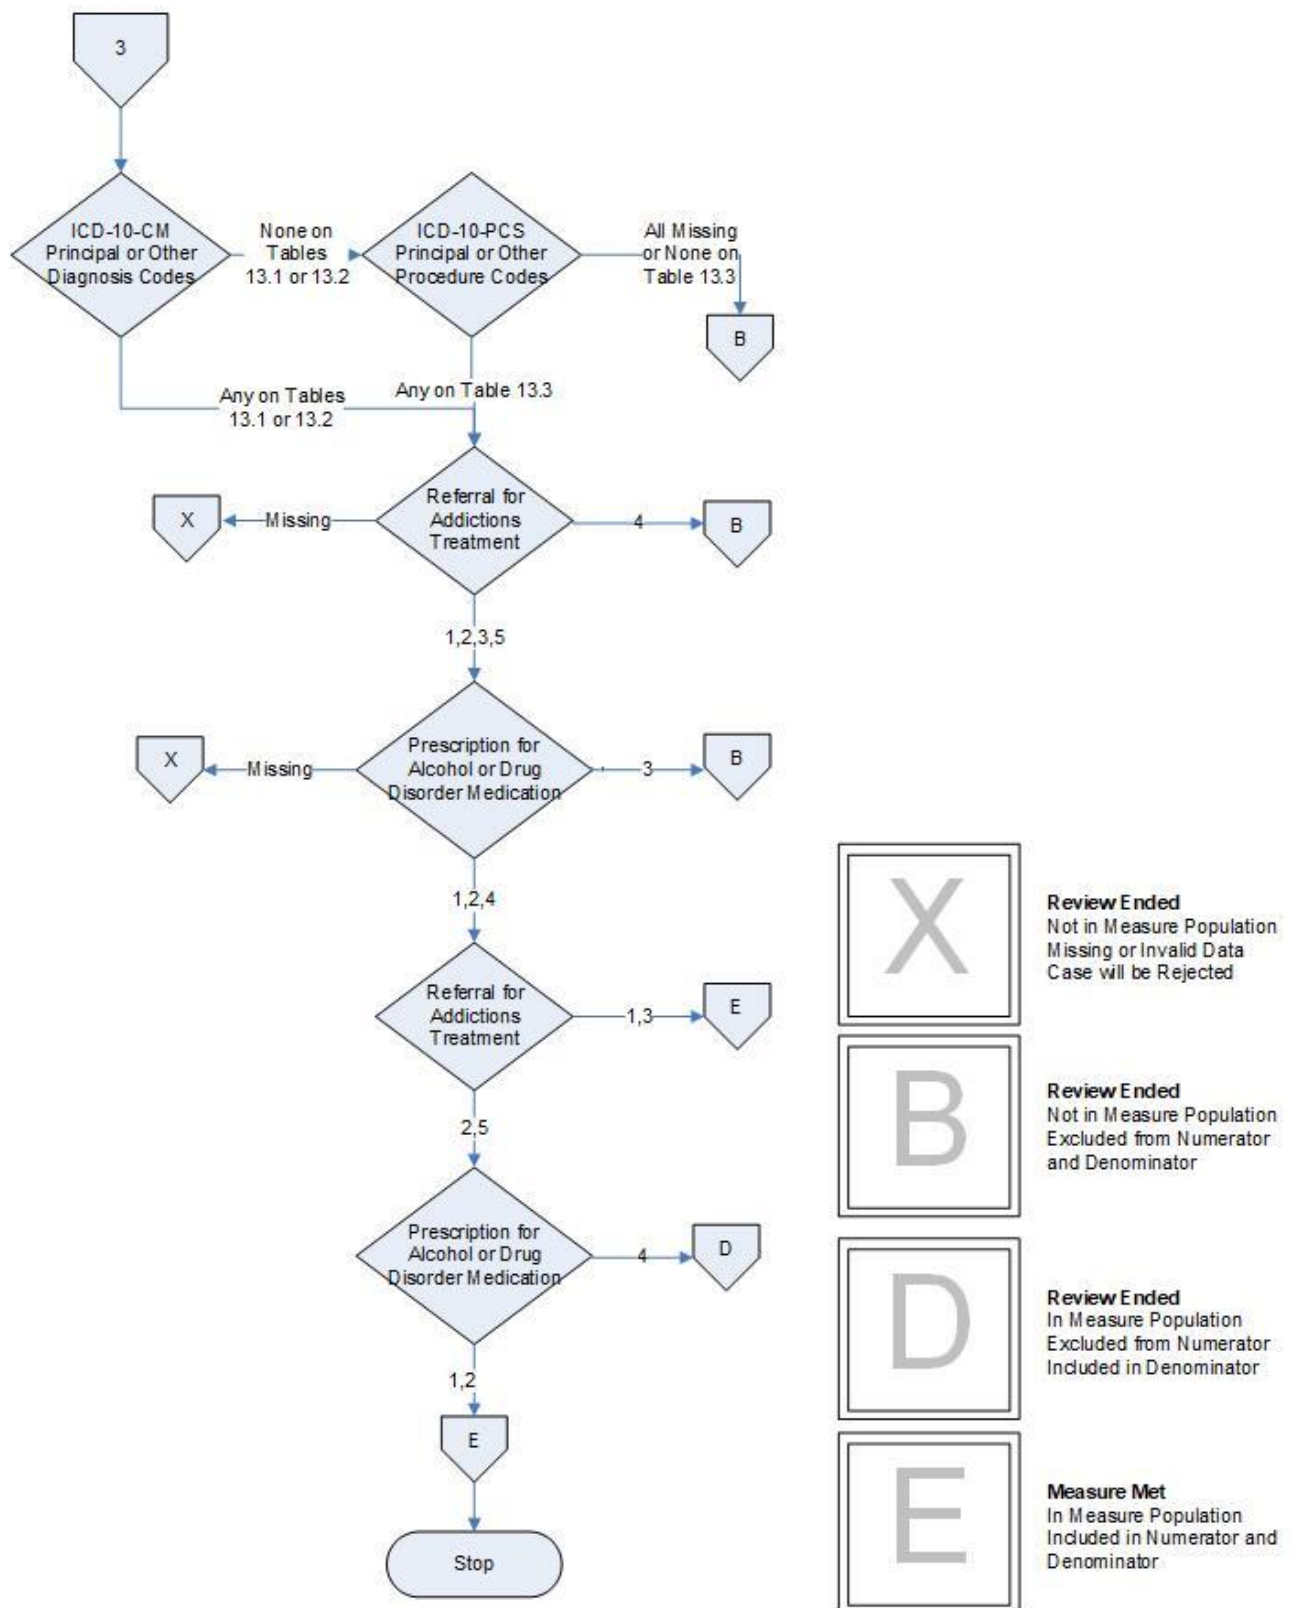 3
ICD-10-CM
Principal or Other
Diagnosis Codes
None on
Tables
13.1 or 13.2
ICD-10-PCS
Principal or Other
Procedure Codes
All Missing
or None on
Table 13.3
B
Any on Tables
13.1 or 13.2
Any on Table 13.3
X
Missing
Referral for
Addictions
Treatment
4
B
1,2,3,5
X
Missing
Prescription for
Alcohol or Drug
Disorder Medication
3
B
1,2,4
Referral for
Addictions
Treatment
1,3
E
2,5
Prescription for
Alcohol or Drug
Disorder Medication
4
D
1,2
E
Stop
X
Review Ended
Not in Measure Population
Missing or Invalid Data
Case will be Rejected
B
Review Ended
Not in Measure Population
Excluded from Numerator
and Denominator
D
Review Ended
In Measure Population
Excluded from Numerator
Included in Denominator
E
Measure Met
In Measure Population
Included in Numerator and
Denominator